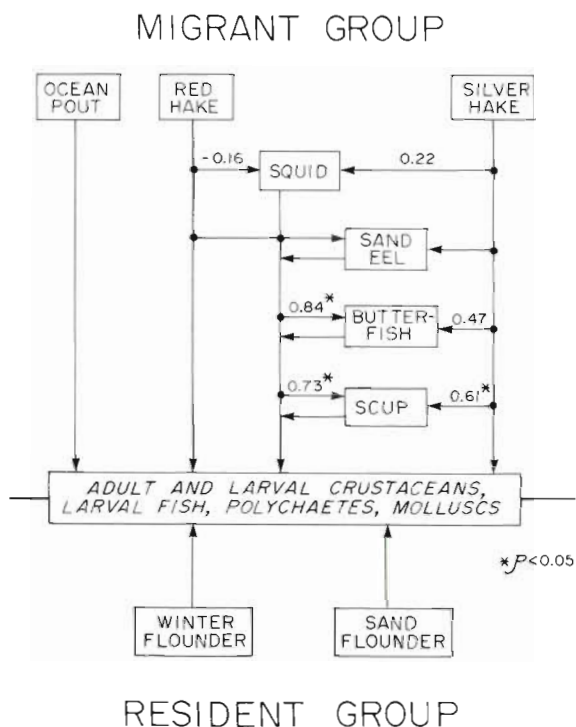 MIGRANT GROUP
OCEAN POUT
RED HAKE
SILVER HAKE
-0.16
SQUID
0.22
SAND EEL
0.84*
BUTTER-FISH
0.47
0.73*
SCUP
0.61*
ADULT AND LARVAL CRUSTACEANS,
LARVAL FISH, POLYCHAETES, MOLLUSCS
*P<0.05
WINTER FLOUNDER
SAND FLOUNDER
RESIDENT GROUP